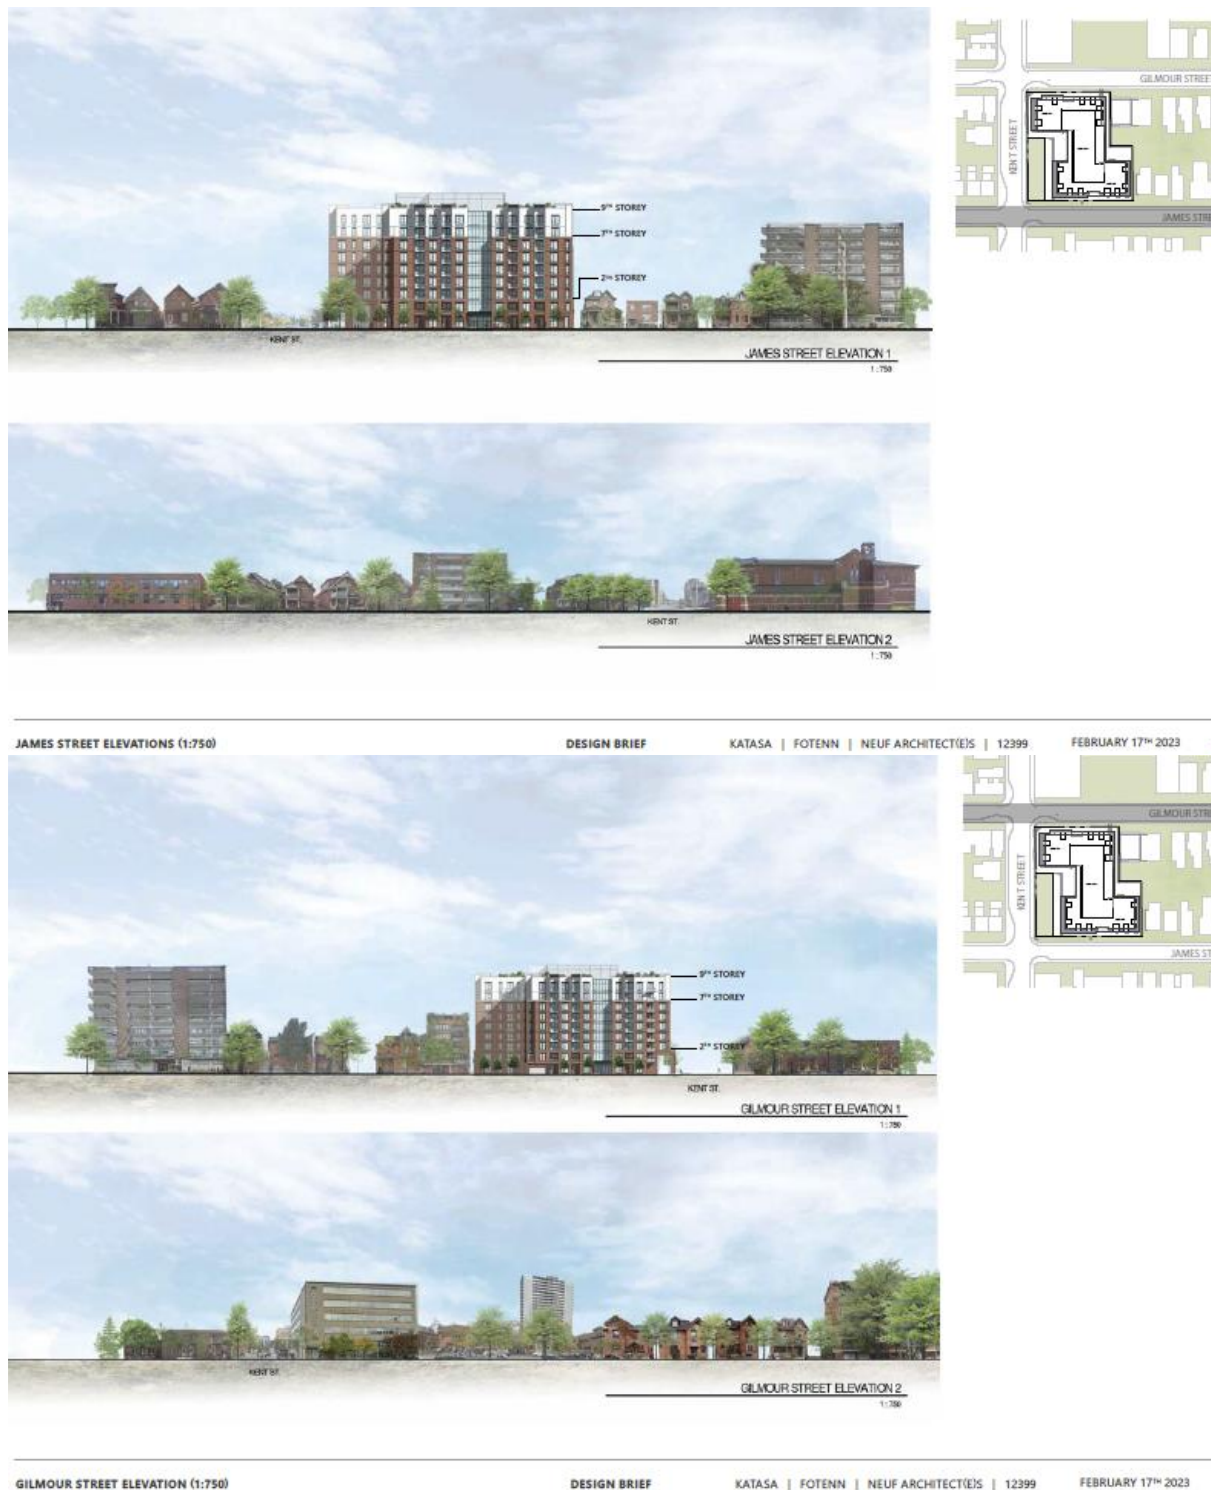 GILMOUR STREET
KENT STREET
JAMES STRE
9TH STOREY
7TH STOREY
2ND STOREY
KENT ST.
JAMES STREET ELEVATION 1
1 : 750
KENT ST.
JAMES STREET ELEVATION 2
1 : 750
JAMES STREET ELEVATIONS (1:750) DESIGN BRIEF KATASA | FOTENN | NEUF ARCHITECT(E)S | 12399 FEBRUARY 17TH 2023
GILMOUR STRE
KENT STREET
JAMES ST
9TH STOREY
7TH STOREY
2ND STOREY
KENT ST.
GILMOUR STREET ELEVATION 1
1 : 750
KENT ST.
GILMOUR STREET ELEVATION 2
1 : 750
GILMOUR STREET ELEVATION (1:750) DESIGN BRIEF KATASA | FOTENN | NEUF ARCHITECT(E)S | 12399 FEBRUARY 17TH 2023